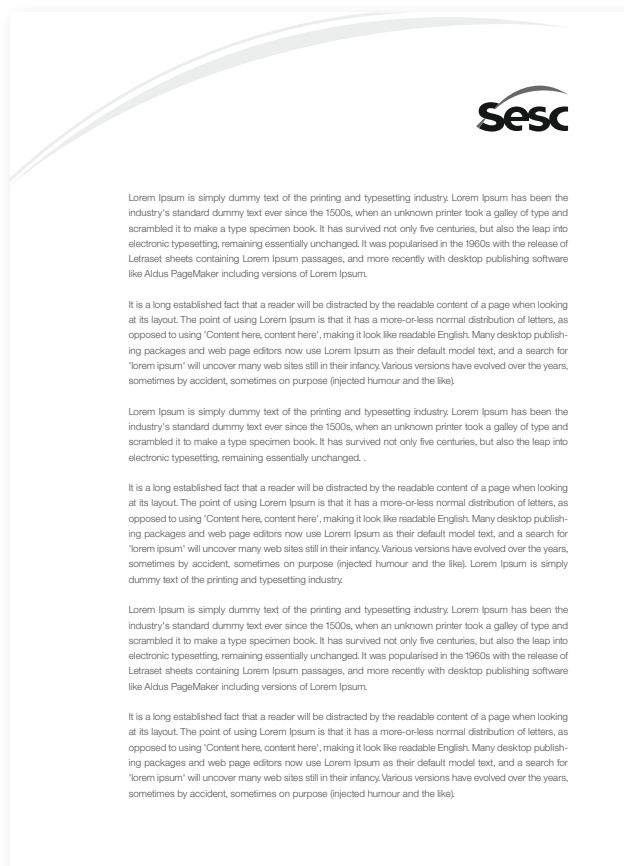 Sesc
Lorem Ipsum is simply dummy text of the printing and typesetting industry. Lorem Ipsum has been the
industry's standard dummy text ever since the 1500s, when an unknown printer took a galley of type and
scrambled it to make a type specimen book. It has survived not only five centuries, but also the leap into
electronic typesetting, remaining essentially unchanged. It was popularised in the 1960s with the release of
Letraset sheets containing Lorem Ipsum passages, and more recently with desktop publishing software
like Aldus PageMaker including versions of Lorem Ipsum.
It is a long established fact that a reader will be distracted by the readable content of a page when looking
at its layout. The point of using Lorem Ipsum is that it has a more-or-less normal distribution of letters, as
opposed to using 'Content here, content here', making it look like readable English. Many desktop publish-
ing packages and web page editors now use Lorem Ipsum as their default model text, and a search for
'lorem ipsum' will uncover many web sites still in their infancy. Various versions have evolved over the years,
sometimes by accident, sometimes on purpose (injected humour and the like).
Lorem Ipsum is simply dummy text of the printing and typesetting industry. Lorem Ipsum has been the
industry's standard dummy text ever since the 1500s, when an unknown printer took a galley of type and
scrambled it to make a type specimen book. It has survived not only five centuries, but also the leap into
electronic typesetting, remaining essentially unchanged. .
It is a long established fact that a reader will be distracted by the readable content of a page when looking
at its layout. The point of using Lorem Ipsum is that it has a more-or-less normal distribution of letters, as
opposed to using 'Content here, content here', making it look like readable English. Many desktop publish-
ing packages and web page editors now use Lorem Ipsum as their default model text, and a search for
'lorem ipsum' will uncover many web sites still in their infancy. Various versions have evolved over the years,
sometimes by accident, sometimes on purpose (injected humour and the like). Lorem Ipsum is simply
dummy text of the printing and typesetting industry.
Lorem Ipsum is simply dummy text of the printing and typesetting industry. Lorem Ipsum has been the
industry's standard dummy text ever since the 1500s, when an unknown printer took a galley of type and
scrambled it to make a type specimen book. It has survived not only five centuries, but also the leap into
electronic typesetting, remaining essentially unchanged. It was popularised in the 1960s with the release of
Letraset sheets containing Lorem Ipsum passages, and more recently with desktop publishing software
like Aldus PageMaker including versions of Lorem Ipsum.
It is a long established fact that a reader will be distracted by the readable content of a page when looking
at its layout. The point of using Lorem Ipsum is that it has a more-or-less normal distribution of letters, as
opposed to using 'Content here, content here', making it look like readable English. Many desktop publish-
ing packages and web page editors now use Lorem Ipsum as their default model text, and a search for
'lorem ipsum' will uncover many web sites still in their infancy. Various versions have evolved over the years,
sometimes by accident, sometimes on purpose (injected humour and the like).